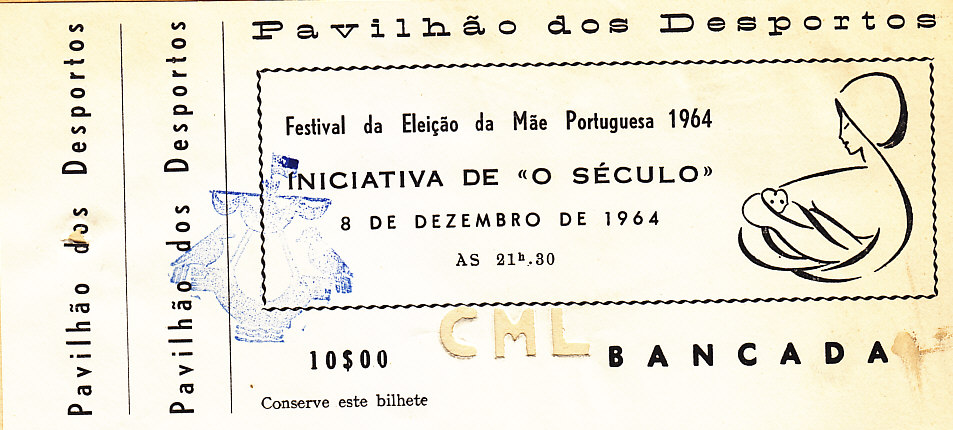 Pavilhão dos Desportos
Pavilhão dos Desportos
Pavilhão dos Desportos
Festival da Eleição da Mãe Portuguesa 1964
INICIATIVA DE «O SÉCULO»
8 DE DEZEMBRO DE 1964
AS 21ʰ.30
CML
10$00
BANCADA
Conserve este bilhete